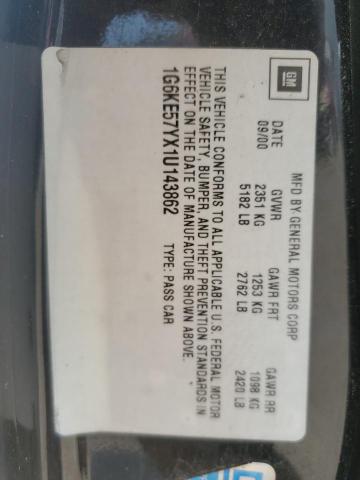 GM
MFD BY GENERAL MOTORS CORP
DATE GVWR GAWR FRT GAWR RR
09/00 2351 KG 1253 KG 1098 KG
5182 LB 2762 LB 2420 LB
THIS VEHICLE CONFORMS TO ALL APPLICABLE U.S. FEDERAL MOTOR
VEHICLE SAFETY, BUMPER, AND THEFT PREVENTION STANDARDS IN
EFFECT ON THE DATE OF MANUFACTURE SHOWN ABOVE.
1G6KE57YX1U143862 TYPE: PASS CAR